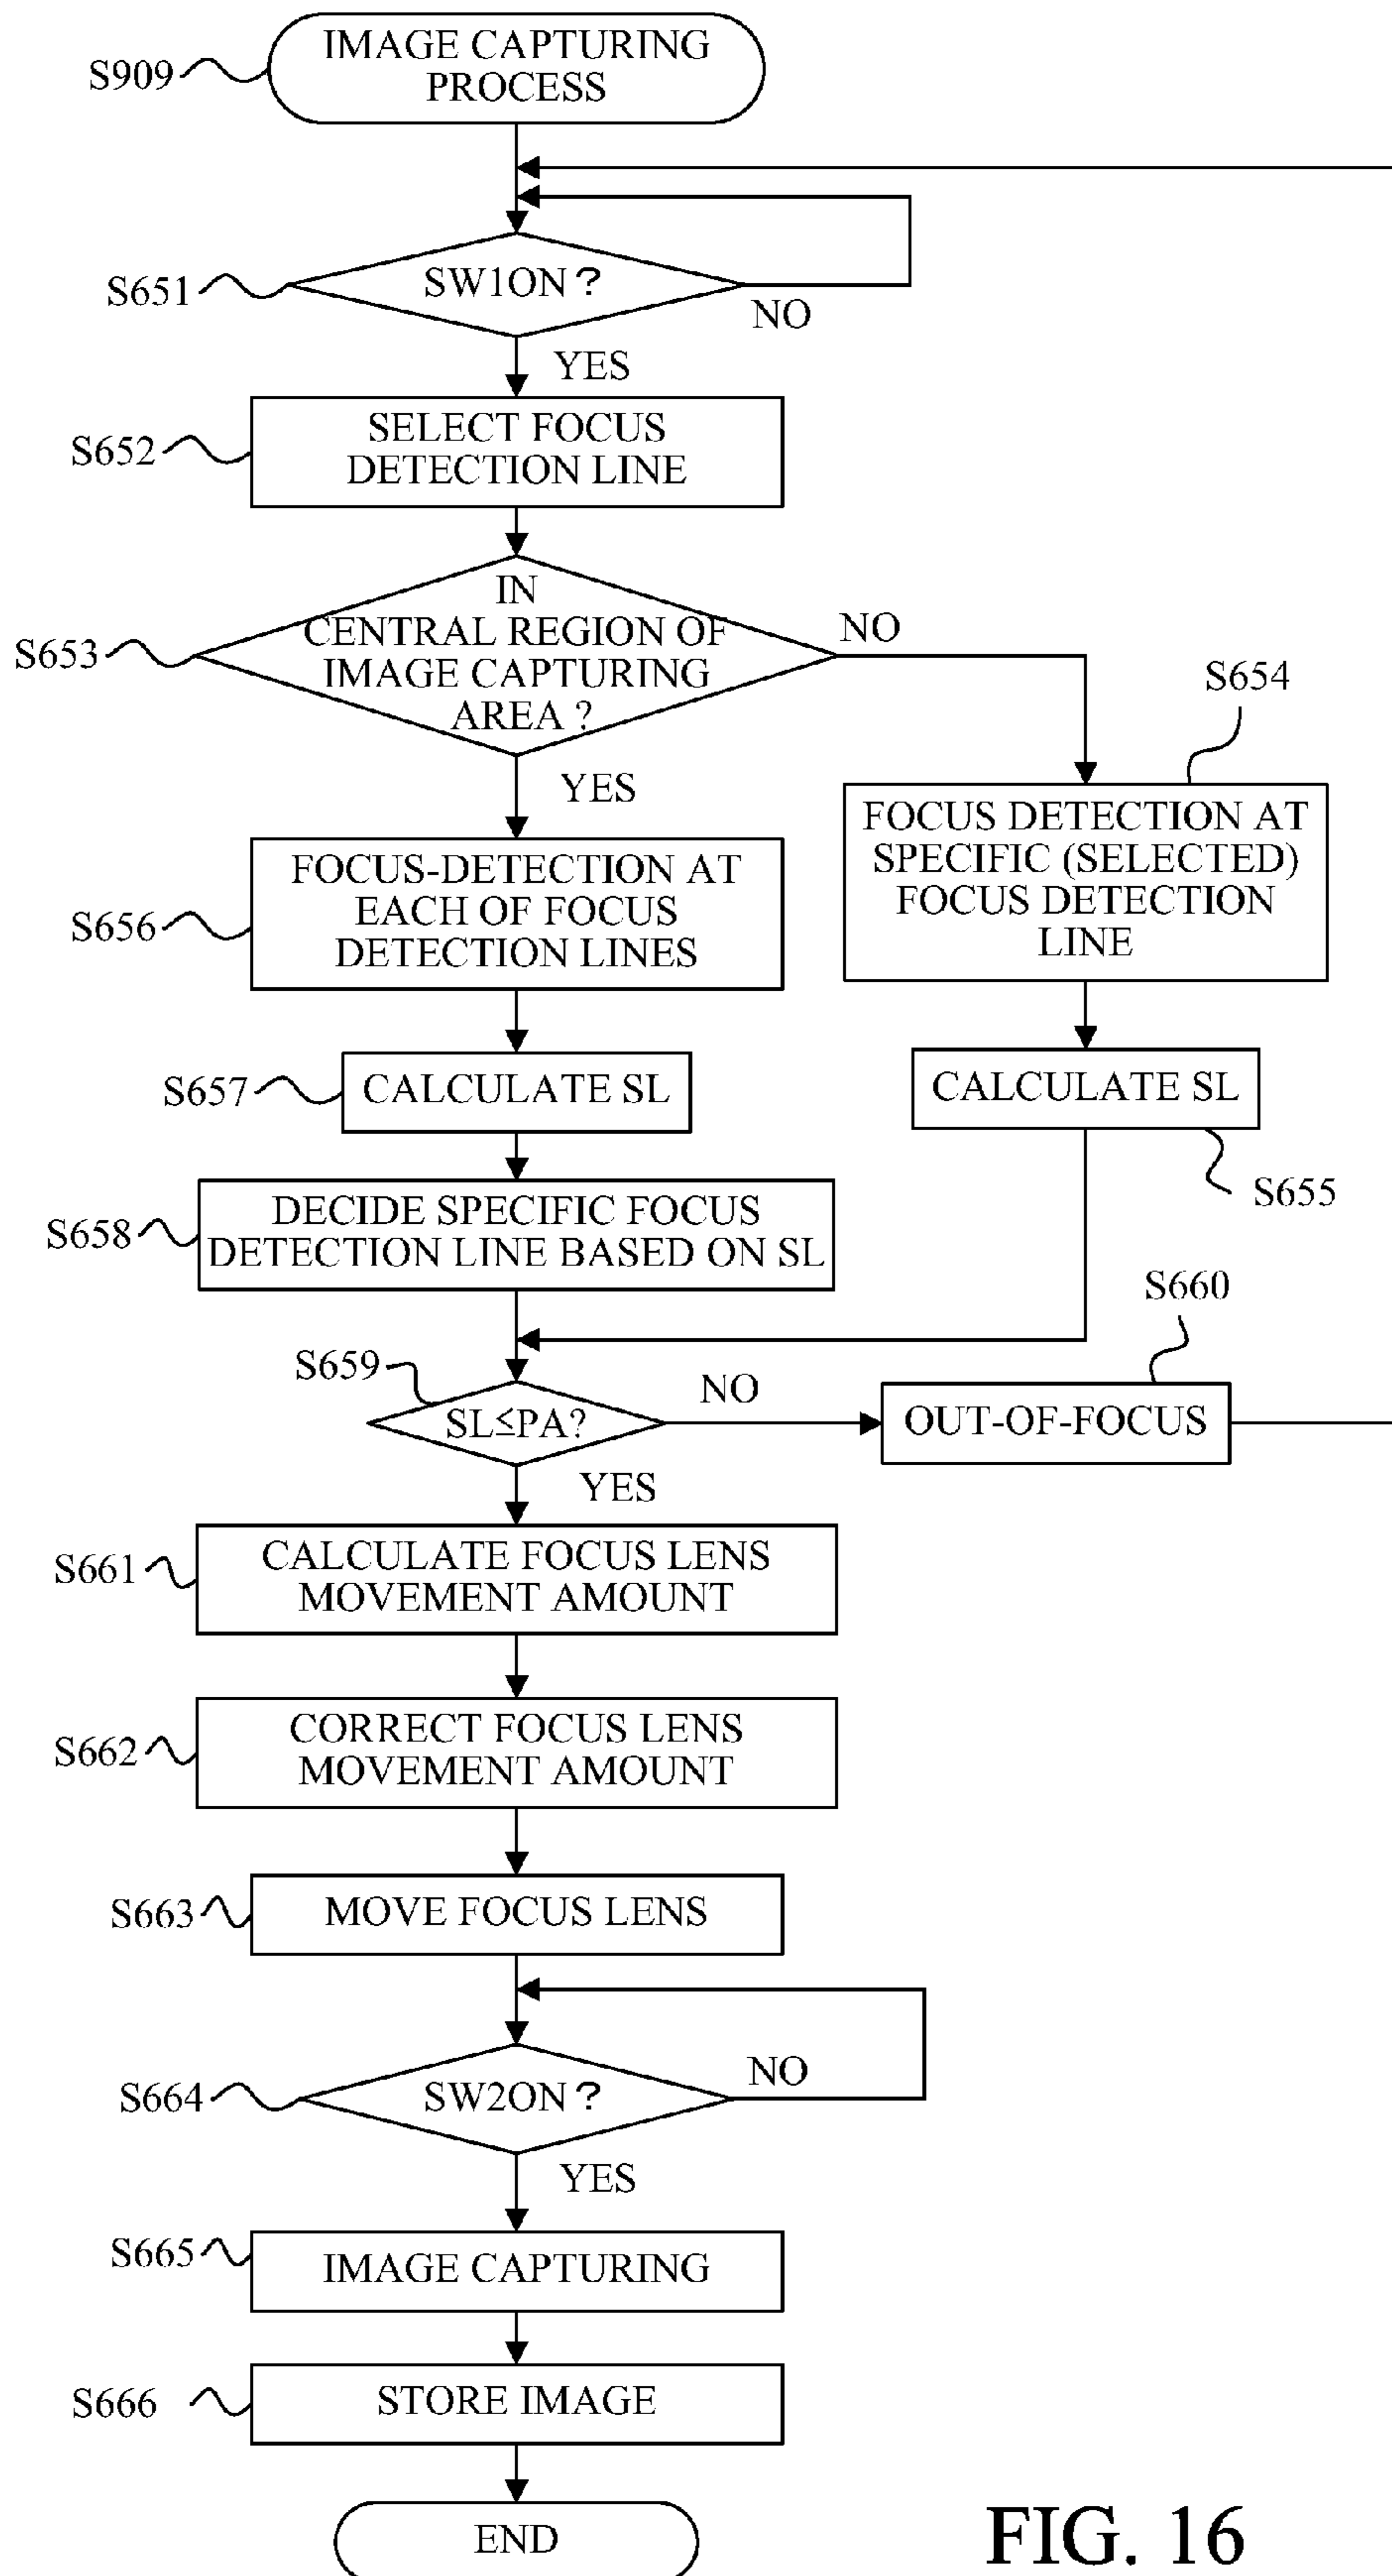 S909
IMAGE CAPTURING
PROCESS
S651
SW1ON?
NO
YES
S652
SELECT FOCUS
DETECTION LINE
S653
IN
CENTRAL REGION OF
IMAGE CAPTURING
AREA?
NO
YES
S654
FOCUS DETECTION AT
SPECIFIC (SELECTED)
FOCUS DETECTION
LINE
S656
FOCUS-DETECTION AT
EACH OF FOCUS
DETECTION LINES
S657
CALCULATE SL
CALCULATE SL
S655
S658
DECIDE SPECIFIC FOCUS
DETECTION LINE BASED ON SL
S659
SL≤PA?
NO
S660
OUT-OF-FOCUS
YES
S661
CALCULATE FOCUS LENS
MOVEMENT AMOUNT
S662
CORRECT FOCUS LENS
MOVEMENT AMOUNT
S663
MOVE FOCUS LENS
S664
SW2ON?
NO
YES
S665
IMAGE CAPTURING
S666
STORE IMAGE
END
FIG. 16